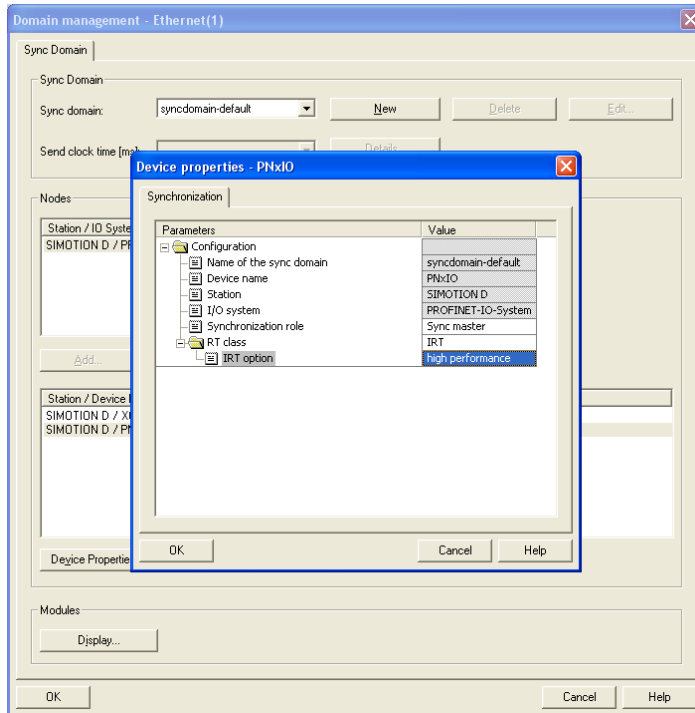 Domain management - Ethernet(1)
Sync Domain
Sync Domain
Sync domain:
syncdomain-default
New
Delete
Edit...
Send clock time [ms]:
Details
Nodes
Station / IO Syste
SIMOTION D / PR
Add...
Station / Device
SIMOTION D / X
SIMOTION D / PN
Device Propertie
Device properties - PNxIO
Synchronization
Parameters Value
Configuration
Name of the sync domain syncdomain-default
Device name PNxIO
Station SIMOTION D
I/O system PROFINET-IO-System
Synchronization role Sync master
RT class IRT
IRT option high performance
OK
Cancel
Help
Modules
Display...
OK
Cancel
Help